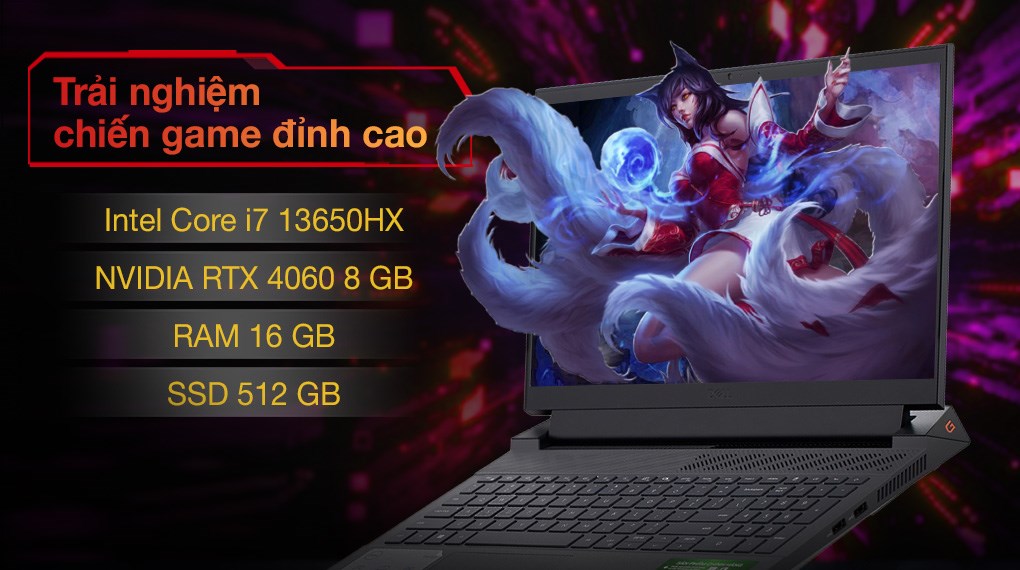 Trải nghiệm
chiến game đỉnh cao
Intel Core i7 13650HX
NVIDIA RTX 4060 8 GB
RAM 16 GB
SSD 512 GB
G